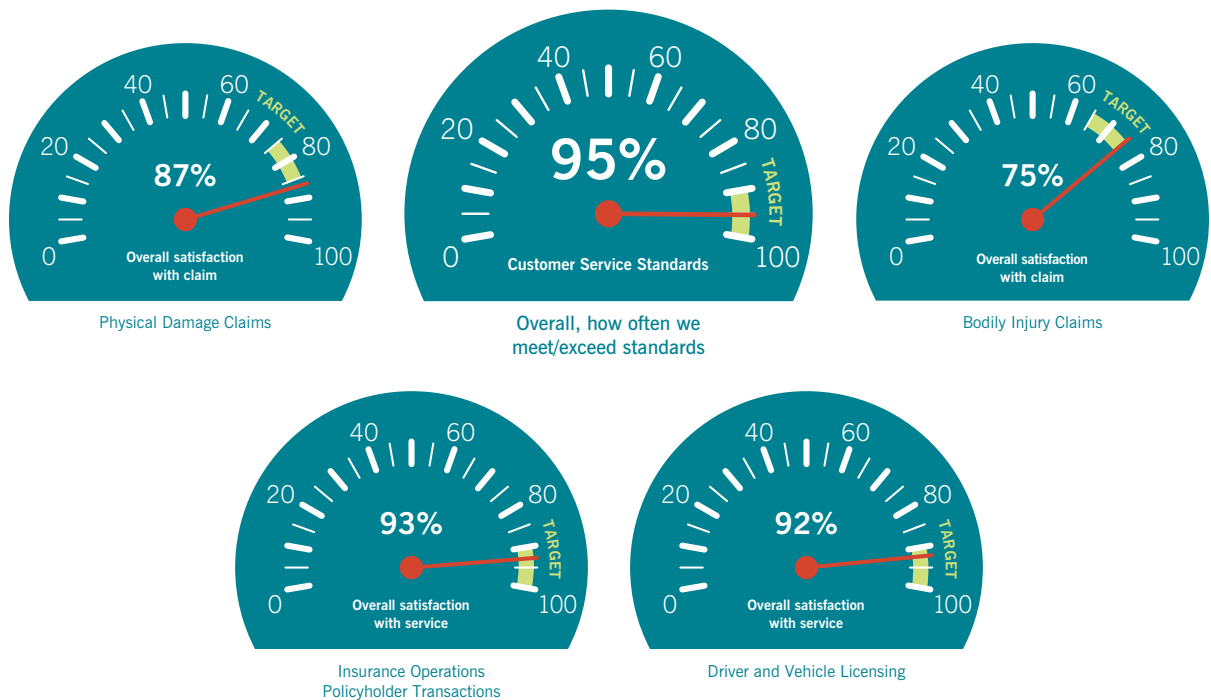 0
20
40
60
80
100
TARGET
87%
Overall satisfaction
with claim
Physical Damage Claims
0
20
40
60
80
100
TARGET
95%
Customer Service Standards
Overall, how often we
meet/exceed standards
0
20
40
60
80
100
TARGET
75%
Overall satisfaction
with claim
Bodily Injury Claims
0
20
40
60
80
100
TARGET
93%
Overall satisfaction
with service
Insurance Operations
Policyholder Transactions
0
20
40
60
80
100
TARGET
92%
Overall satisfaction
with service
Driver and Vehicle Licensing